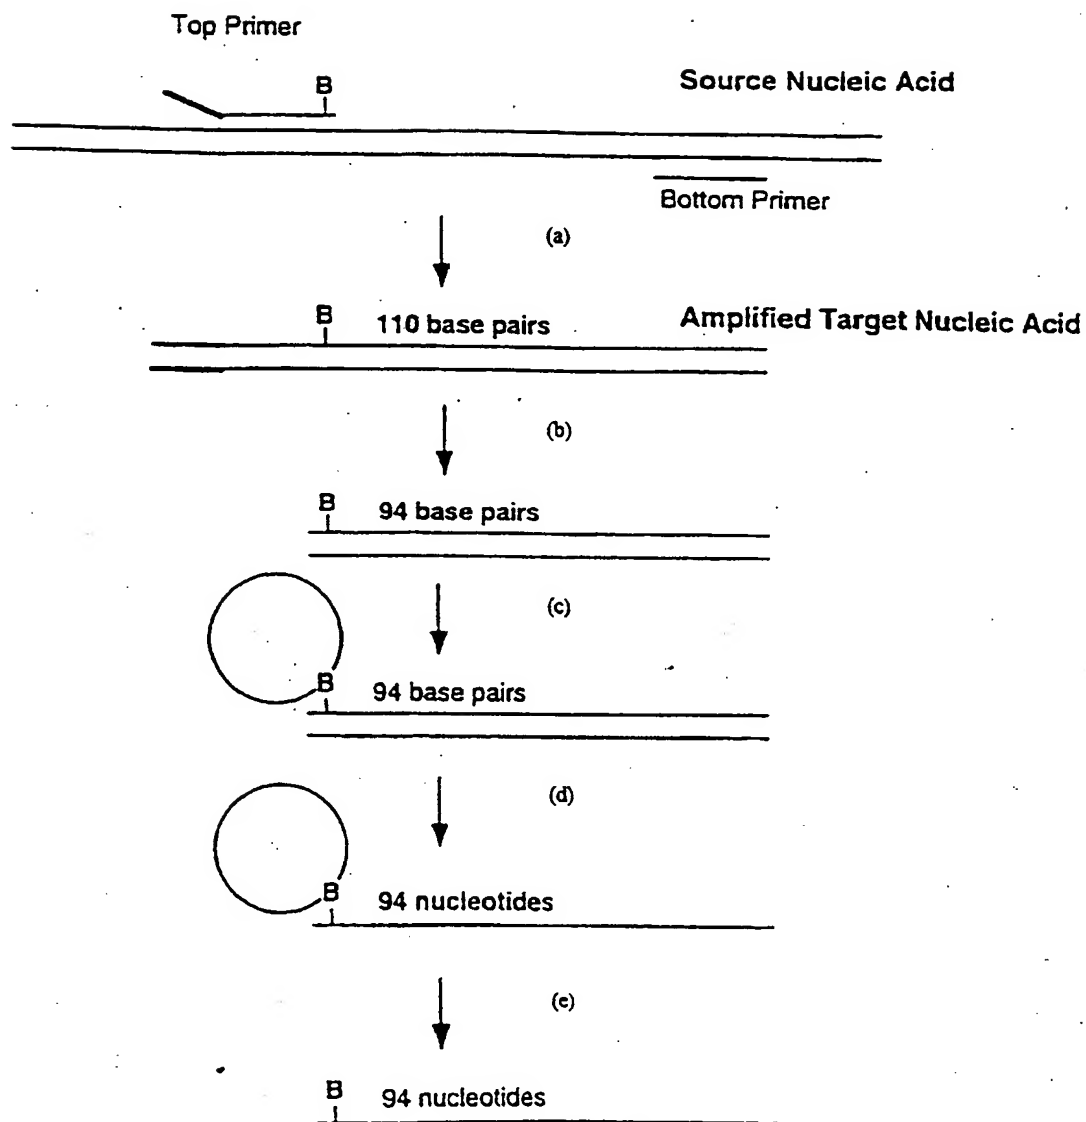 Top Primer
B
Source Nucleic Acid
Bottom Primer
(a)
B
110 base pairs
Amplified Target Nucleic Acid
(b)
B
94 base pairs
(c)
B
94 base pairs
(d)
B
94 nucleotides
(e)
B
94 nucleotides